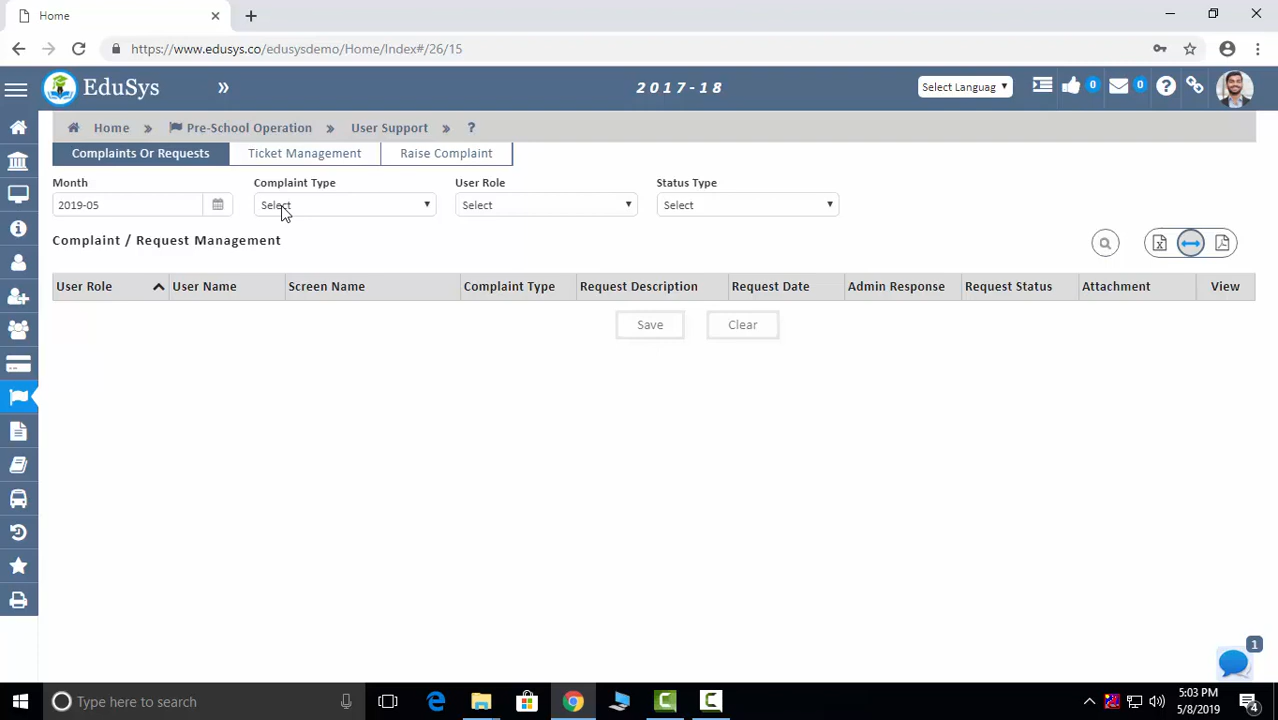 Home
https://www.edusys.co/edusysdemo/Home/Index#/26/15
EduSys » 2017-18 Select Languag 0 0
Home » Pre-School Operation » User Support » ?
Complaints Or Requests Ticket Management Raise Complaint
Month Complaint Type User Role Status Type
2019-05 Select Select Select
Complaint / Request Management
User Role User Name Screen Name Complaint Type Request Description Request Date Admin Response Request Status Attachment View
Save Clear
1
Type here to search
5:03 PM
5/8/2019
4